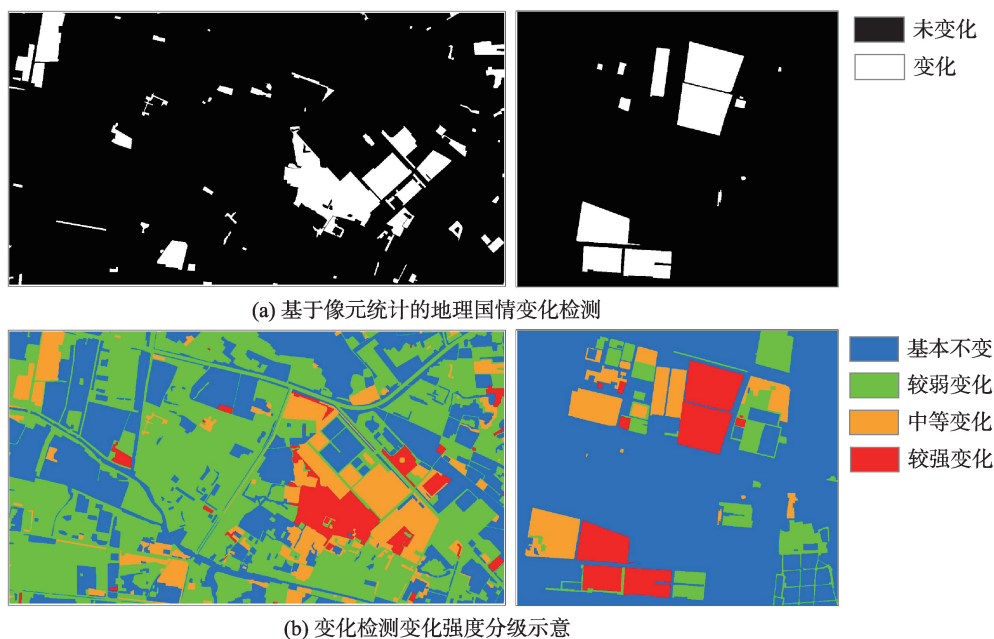 未变化
变化
(a) 基于像元统计的地理国情变化检测
基本不变
较弱变化
中等变化
较强变化
(b) 变化检测变化强度分级示意